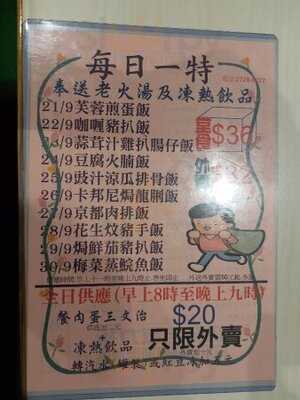 每日一特
奉送老火湯及凍熱飲品
21/9芙蓉煎蛋飯
22/9咖喱豬扒飯
23/9蒜茸汁雞扒腸仔飯
24/9豆腐火腩飯
25/9豉汁涼瓜排骨飯
26/9卡邦尼焗龍脷飯
27/9京都肉排飯
28/9花生炆豬手飯
29/9焗鮮茄豬扒飯
30/9梅菜蒸鯇魚飯
堂食$36
外賣$32
全日供應(早上8時至晚上九時)
餐肉蛋三文治
$20
+
凍熱飲品
只限外賣